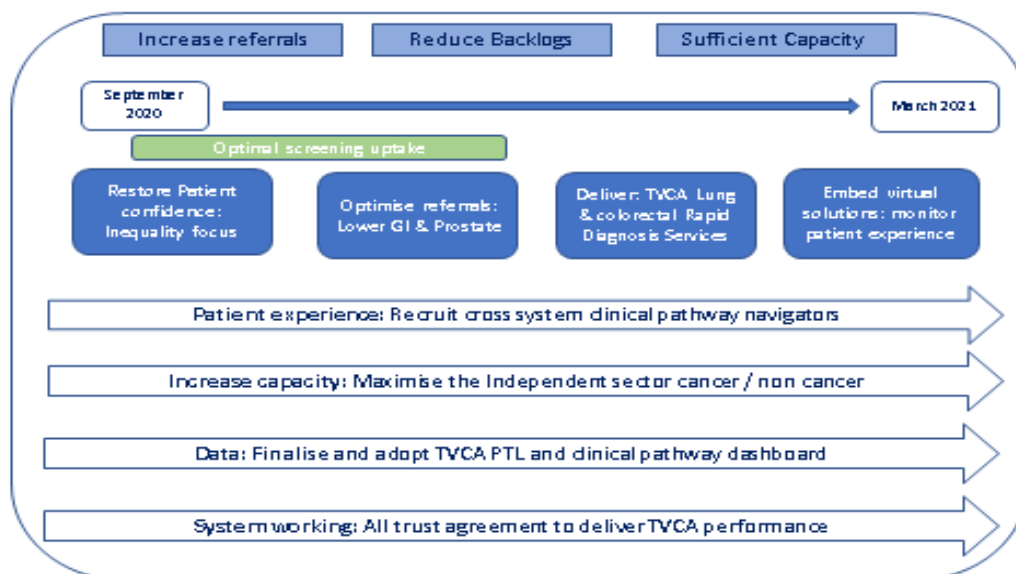 Increase referrals
Reduce Backlogs
Sufficient Capacity
September
2020
March 2021
Optimal screening uptake
Restore Patient
confidence:
Inequality focus
Optimise referrals:
Lower GI & Prostate
Deliver: TVCA Lung
& colorectal Rapid
Diagnosis Services
Embed virtual
solutions: monitor
patient experience
Patient experience: Recruit cross system clinical pathway navigators
Increase capacity: Maximise the Independent sector cancer / non cancer
Data: Finalise and adopt TVCA PTL and clinical pathway dashboard
System working: All trust agreement to deliver TVCA performance